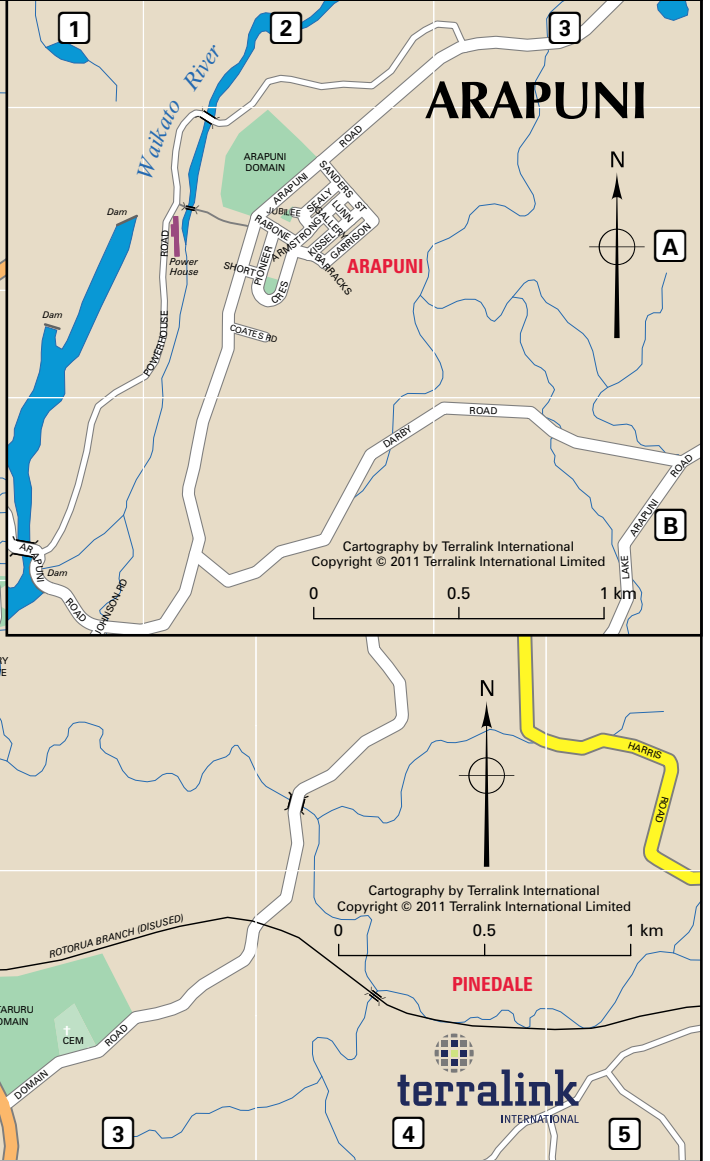 1
2
3
ARAPUNI
Waikato River
N
A
ARAPUNI DOMAIN
ARAPUNI ROAD
SANDERS ST
JUBILEE
SEALY
LUNN
GALLERY
KISSEL
GARRISON
RABONE
ARMSTRONG
BARRACKS
ARAPUNI
SHORT
PIONEER
CRES
COATES RD
Dam
Power
House
Dam
POWERHOUSE ROAD
DARBY ROAD
LAKE ARAPUNI ROAD
B
ARAPUNI ROAD
Dam
JOHNSON RD
Cartography by Terralink International
Copyright © 2011 Terralink International Limited
0 0.5 1 km
RY
E
N
HARRIS ROAD
Cartography by Terralink International
Copyright © 2011 Terralink International Limited
0 0.5 1 km
ROTORUA BRANCH (DISUSED)
PINEDALE
TARURU
OMAIN
CEM
DOMAIN ROAD
terralink
INTERNATIONAL
3
4
5